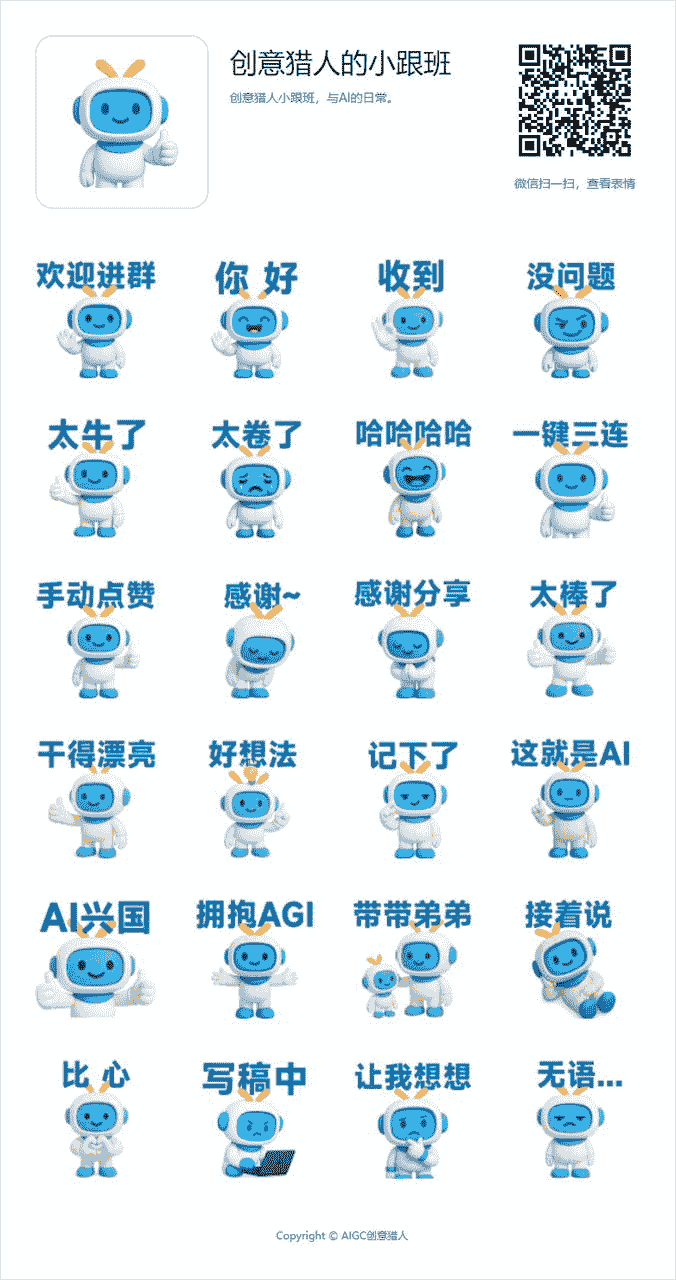 创意猎人的小跟班
创意猎人小跟班，与AI的日常。
微信扫一扫，查看表情
欢迎进群
你 好
收到
没问题
太牛了
太卷了
哈哈哈哈
一键三连
手动点赞
感谢~
感谢分享
太棒了
干得漂亮
好想法
记下了
这就是AI
AI兴国
拥抱AGI
带带弟弟
接着说
比 心
写稿中
让我想想
无语...
Copyright © AIGC创意猎人